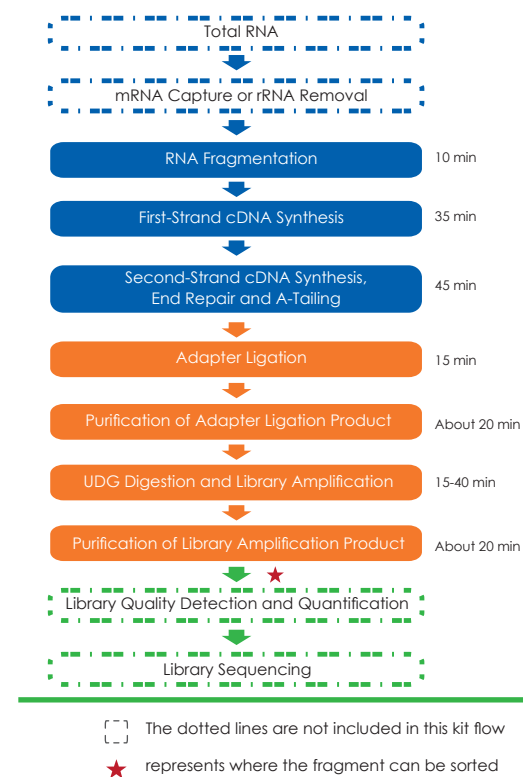 Total RNA
mRNA Capture or rRNA Removal
RNA Fragmentation
10 min
First-Strand cDNA Synthesis
35 min
Second-Strand cDNA Synthesis,
End Repair and A-Tailing
45 min
Adapter Ligation
15 min
Purification of Adapter Ligation Product
About 20 min
UDG Digestion and Library Amplification
15-40 min
Purification of Library Amplification Product
About 20 min
Library Quality Detection and Quantification
Library Sequencing
The dotted lines are not included in this kit flow
represents where the fragment can be sorted